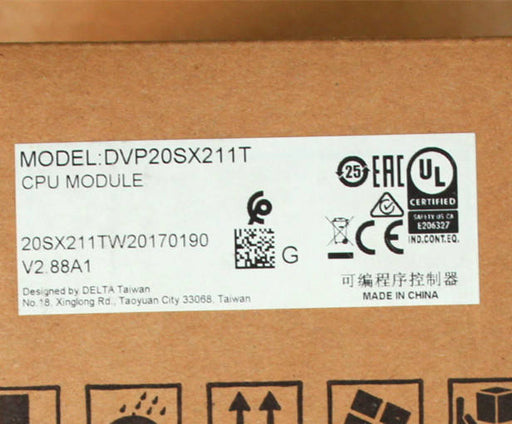 MODEL:DVP20SX211T
CPU MODULE
20SX211TW20170190
V2.88A1
G
Designed by DELTA Taiwan
No.18, Xinglong Rd., Taoyuan City 33068, Taiwan
25
EAC
UL
CERTIFIED
SAFETY US CA
E206327
IND.CONT.EQ.
CE
可编程序控制器
MADE IN CHINA